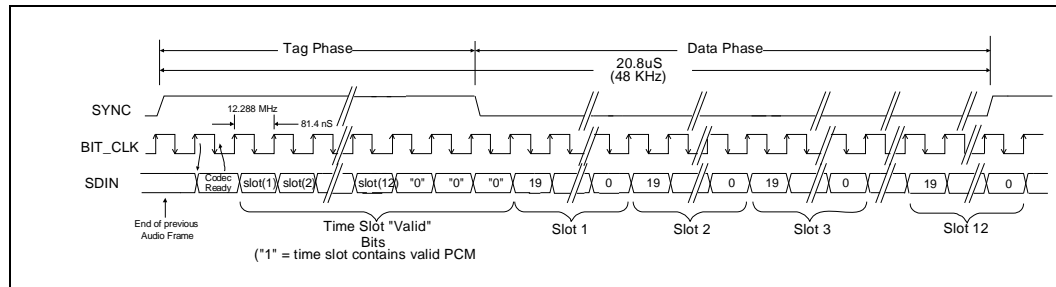 Tag Phase
Data Phase
20.8uS
(48 KHz)
SYNC
12.288 MHz
81.4 nS
BIT_CLK
SDIN
Codec
Ready
slot(1)
slot(2)
slot(12)
"0"
"0"
"0"
19
0
19
0
19
0
19
0
End of previous
Audio Frame
Time Slot "Valid"
Bits
("1" = time slot contains valid PCM
Slot 1
Slot 2
Slot 3
Slot 12